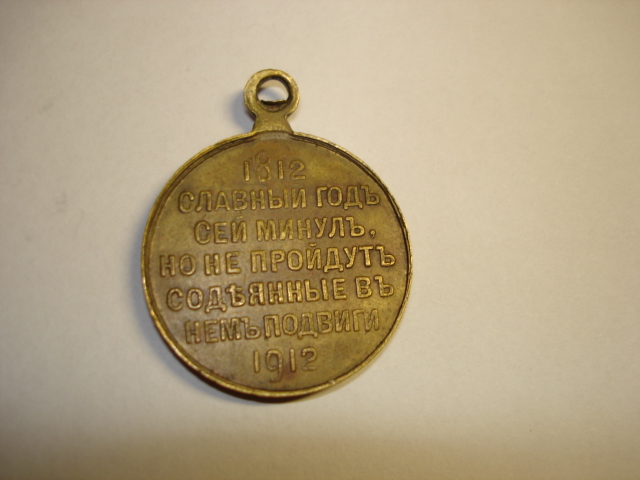 1812
СЛАВНЫЙ ГОДЪ
СЕЙ МИНУЛЪ,
НО НЕ ПРОЙДУТЪ
СОДѢЯННЫЕ ВЪ
НЕМЪ ПОДВИГИ
1912